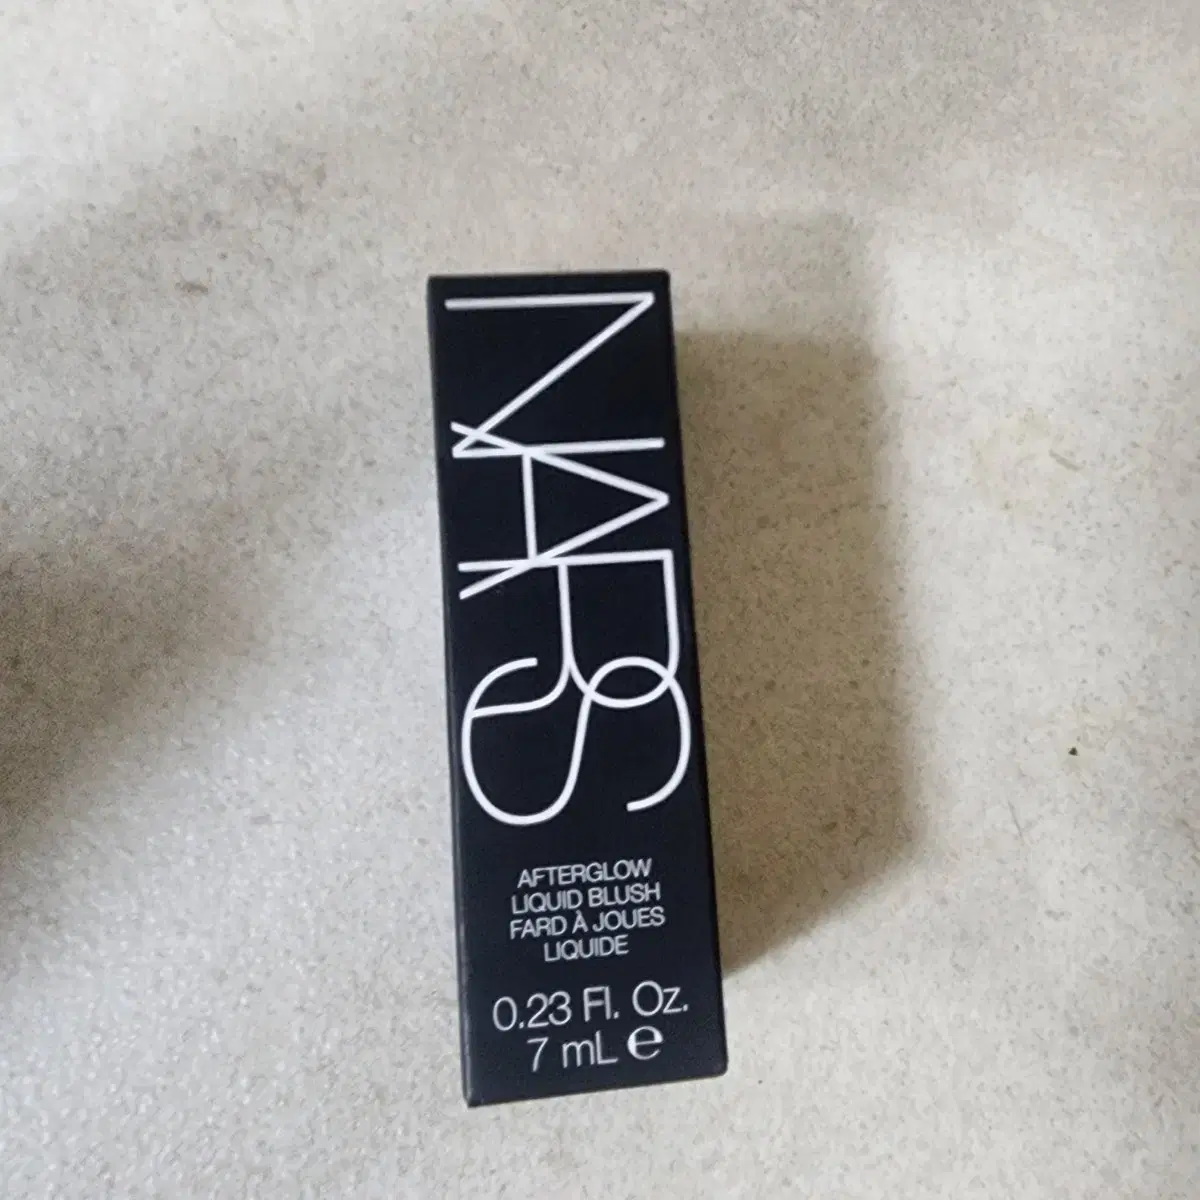 NARS
AFTERGLOW
LIQUID BLUSH
FARD À JOUES
LIQUIDE
0.23 Fl. Oz.
7 mL e